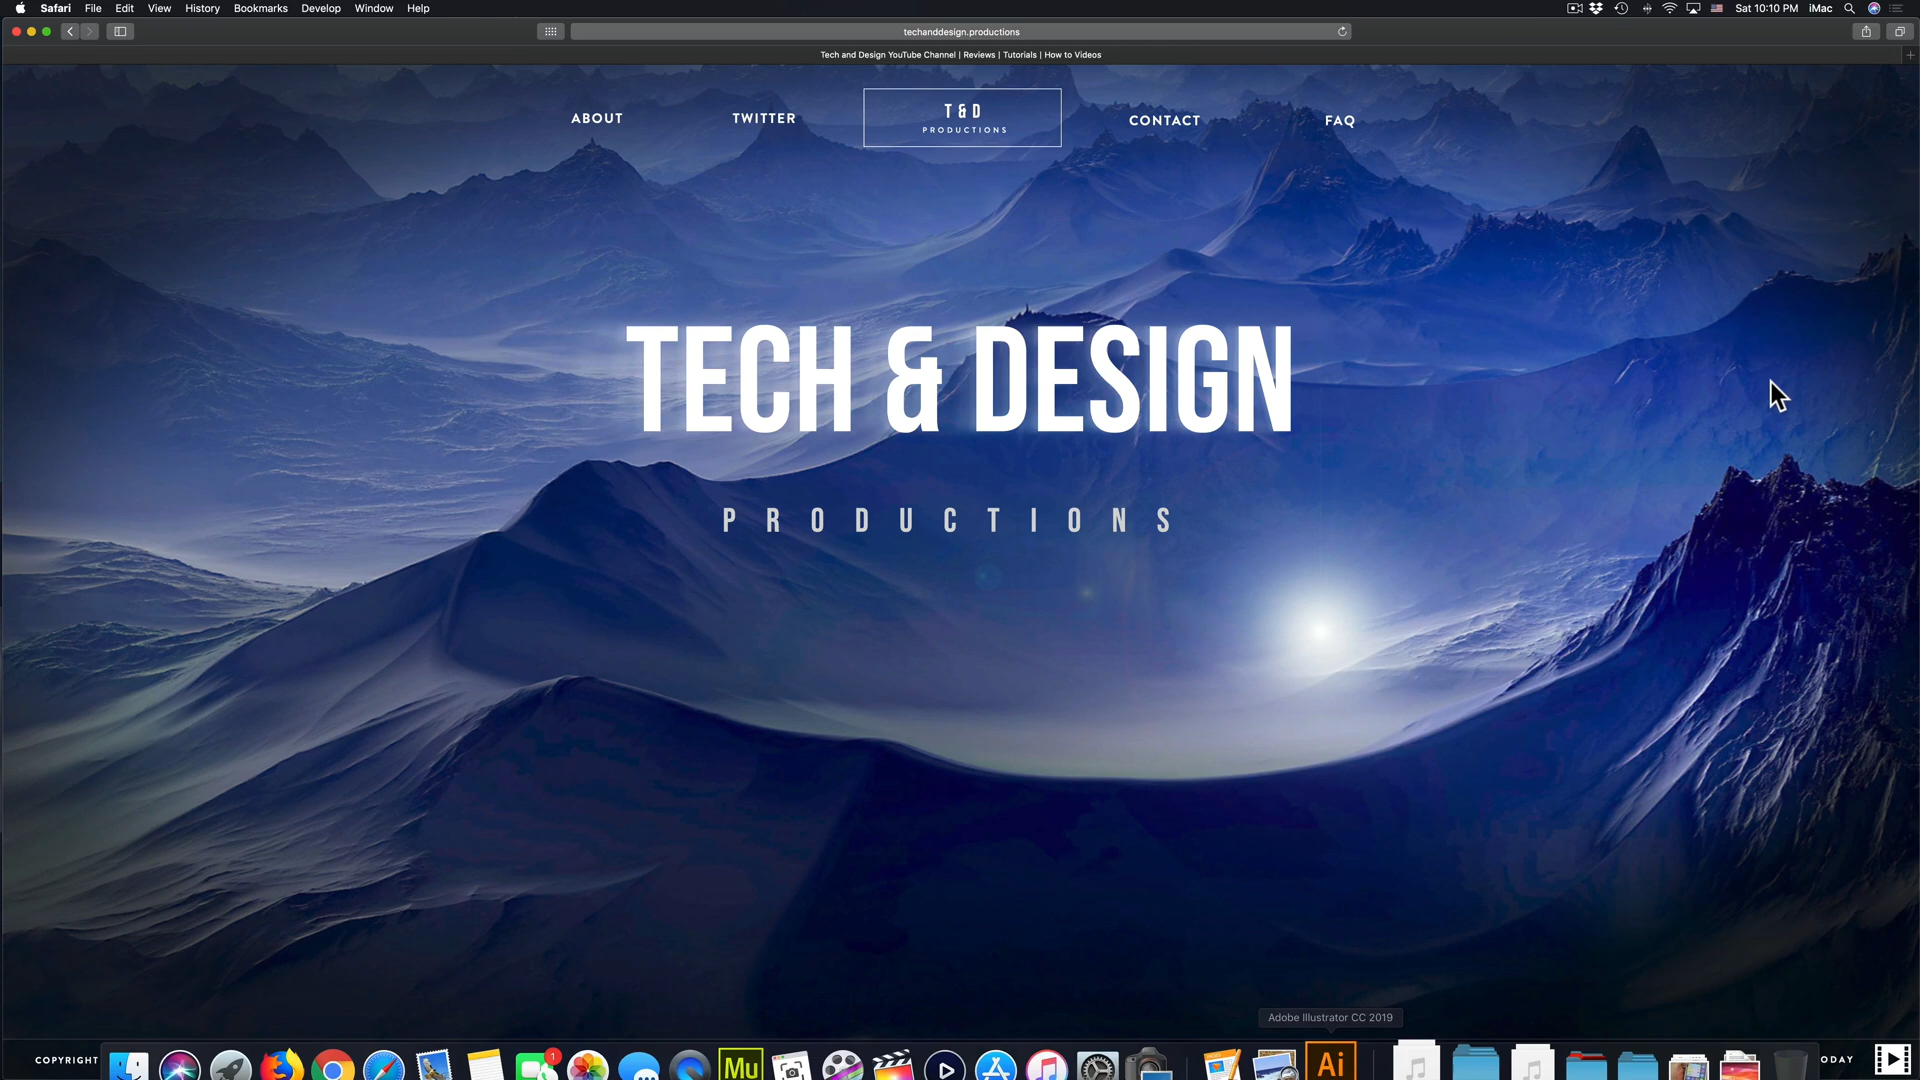 Safari File Edit View History Bookmarks Develop Window Help Sat 10:10 PM iMac
techanddesign.productions
Tech and Design YouTube Channel | Reviews | Tutorials | How to Videos
ABOUT TWITTER T&D CONTACT FAQ
PRODUCTIONS
TECH & DESIGN
PRODUCTIONS
Adobe Illustrator CC 2019
COPYRIGHT 1 Mu Ai ODAY